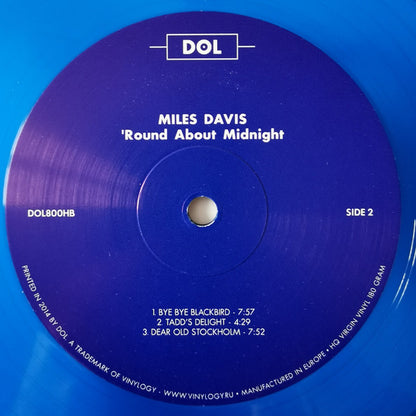 DOL
MILES DAVIS
'Round About Midnight
DOL800HB
SIDE 2
1. BYE BYE BLACKBIRD - 7:57
2. TADD'S DELIGHT - 4:29
3. DEAR OLD STOCKHOLM - 7:52
PRINTED IN 2014 BY DOL. A TRADEMARK OF VINYLOGY - WWW.VINYLOGY.RU • MANUFACTURED IN EUROPE • HQ VIRGIN VINYL 180 GRAM